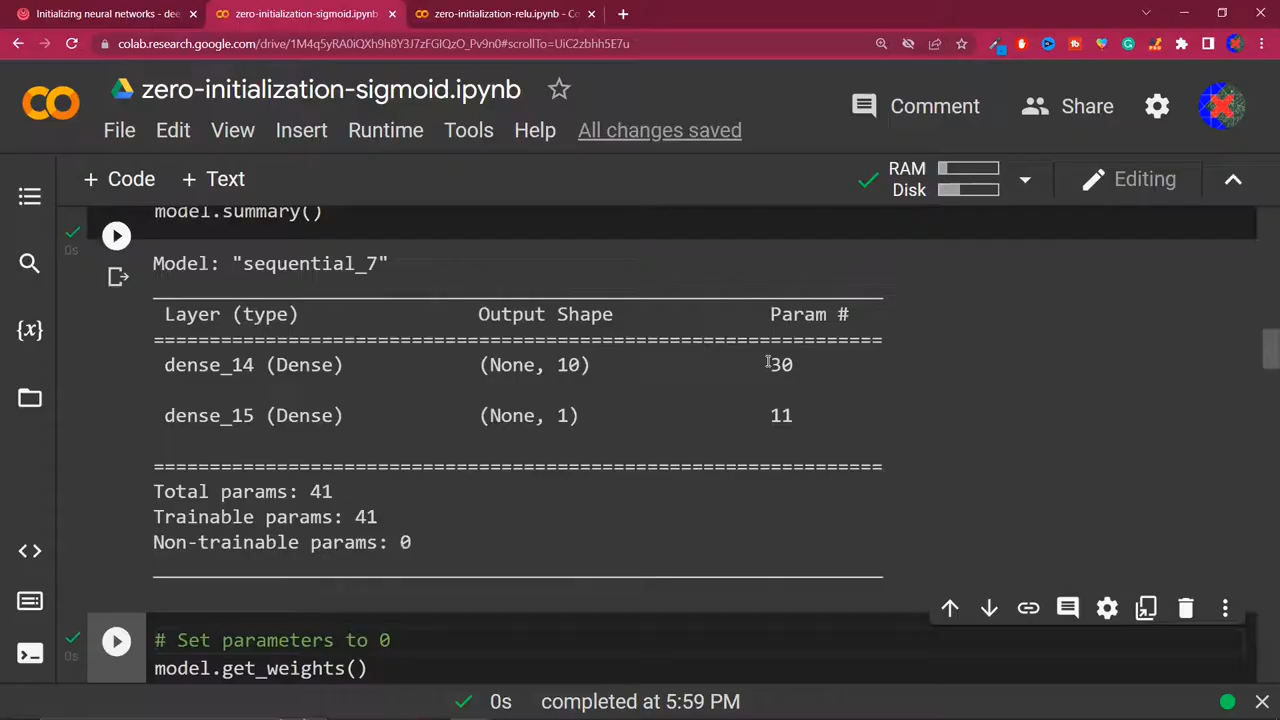 Initializing neural networks - dee
zero-initialization-sigmoid.ipynb
zero-initialization-relu.ipynb - Co
colab.research.google.com/drive/1M4q5yRA0iQXh9h8Y3J7zFGlQzO_Pv9n0#scrollTo=UiC2zbhh5E7u
zero-initialization-sigmoid.ipynb
Comment
Share
File Edit View Insert Runtime Tools Help All changes saved
+ Code + Text
RAM
Disk
Editing
model.summary()
0s
Model: "sequential_7"
Layer (type) Output Shape Param #
=================================================================
dense_14 (Dense) (None, 10) 30
dense_15 (Dense) (None, 1) 11
=================================================================
Total params: 41
Trainable params: 41
Non-trainable params: 0
# Set parameters to 0
0s
model.get_weights()
0s completed at 5:59 PM